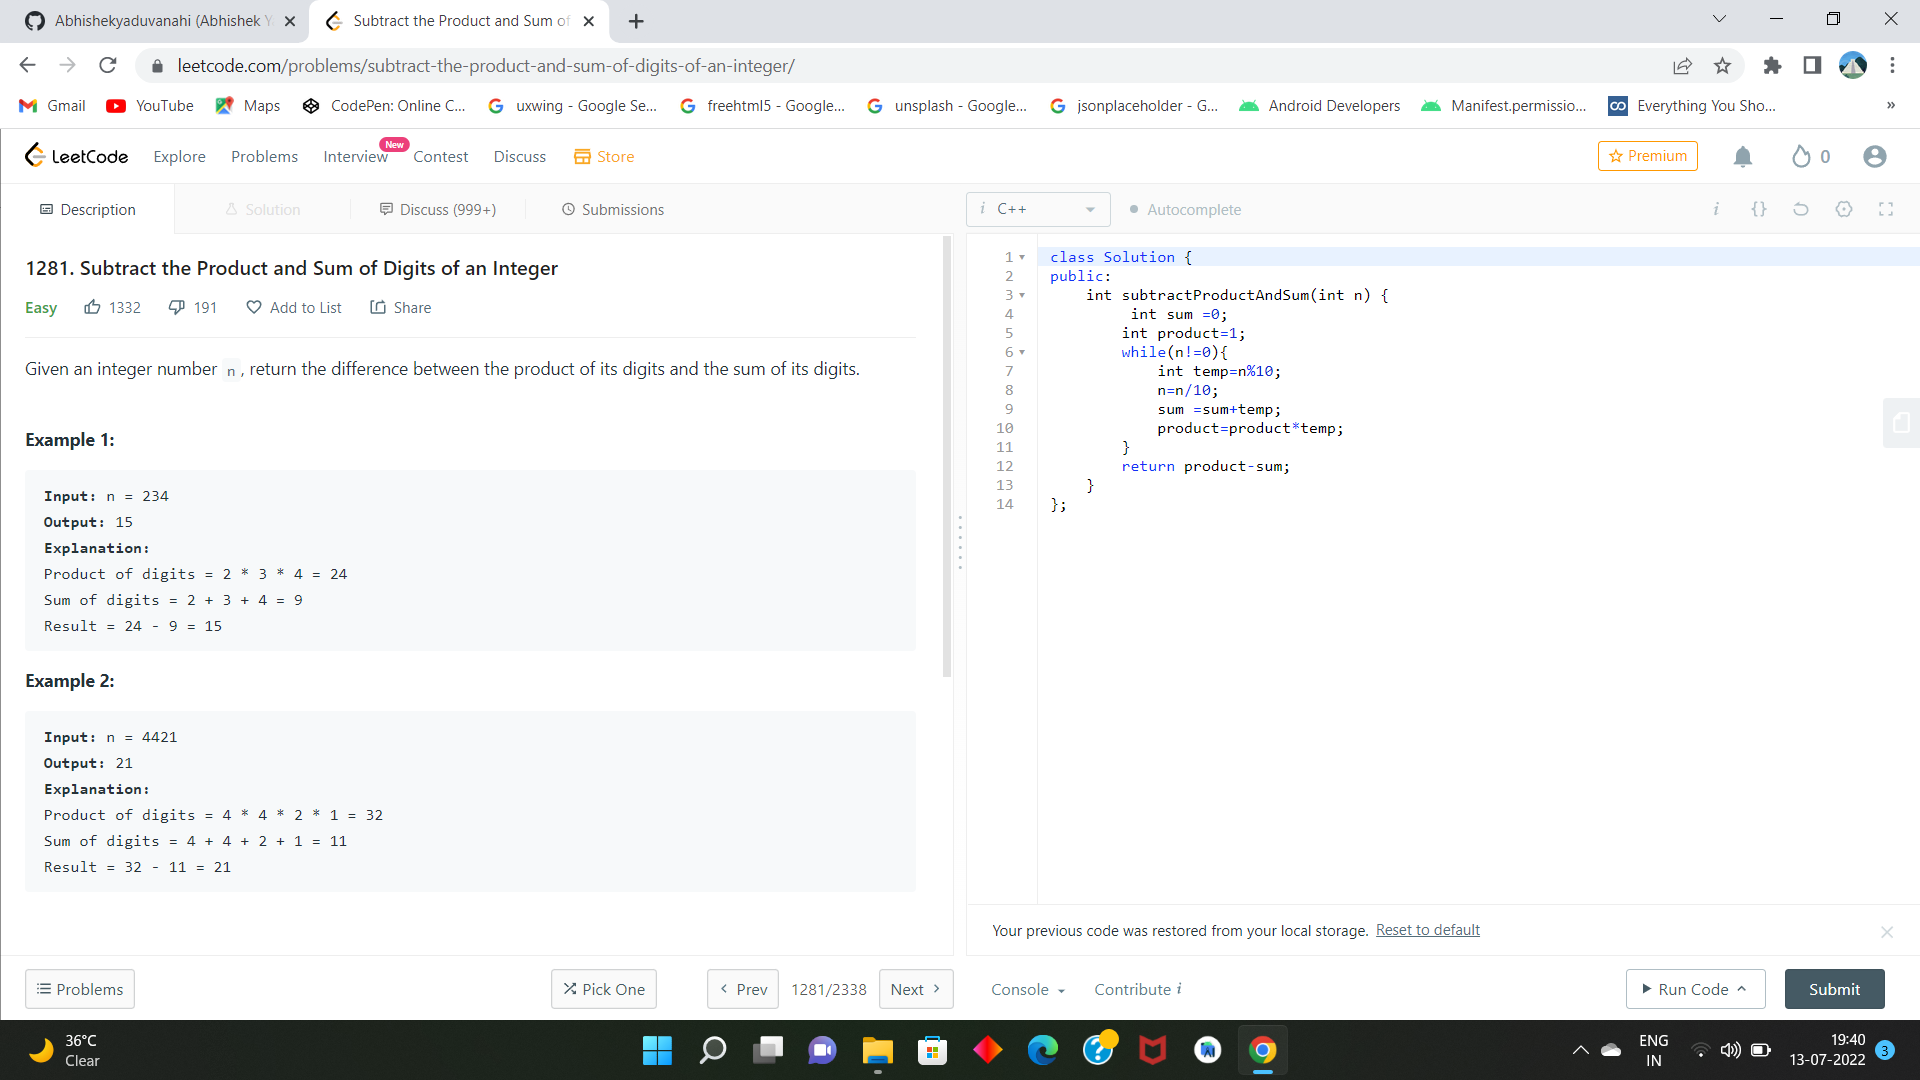 Abhishekyaduvanahi (Abhishek Y
Subtract the Product and Sum of
leetcode.com/problems/subtract-the-product-and-sum-of-digits-of-an-integer/
Gmail YouTube Maps CodePen: Online C... uxwing - Google Se... freehtml5 - Google... unsplash - Google... jsonplaceholder - G... Android Developers Manifest.permissio... Everything You Sho... »
LeetCode Explore Problems Interview New Contest Discuss Store Premium 0
Description Solution Discuss (999+) Submissions
i C++ Autocomplete i {}
1281. Subtract the Product and Sum of Digits of an Integer
Easy 1332 191 Add to List Share
Given an integer number n, return the difference between the product of its digits and the sum of its digits.
Example 1:
Input: n = 234
Output: 15
Explanation:
Product of digits = 2 * 3 * 4 = 24
Sum of digits = 2 + 3 + 4 = 9
Result = 24 - 9 = 15
Example 2:
Input: n = 4421
Output: 21
Explanation:
Product of digits = 4 * 4 * 2 * 1 = 32
Sum of digits = 4 + 4 + 2 + 1 = 11
Result = 32 - 11 = 21
1 class Solution {
2 public:
3     int subtractProductAndSum(int n) {
4          int sum =0;
5         int product=1;
6         while(n!=0){
7             int temp=n%10;
8             n=n/10;
9             sum =sum+temp;
10             product=product*temp;
11         }
12         return product-sum;
13     }
14 };
Your previous code was restored from your local storage. Reset to default
Problems Pick One Prev 1281/2338 Next Console Contribute i Run Code Submit
36°C
Clear
ENG
IN
19:40
13-07-2022
3